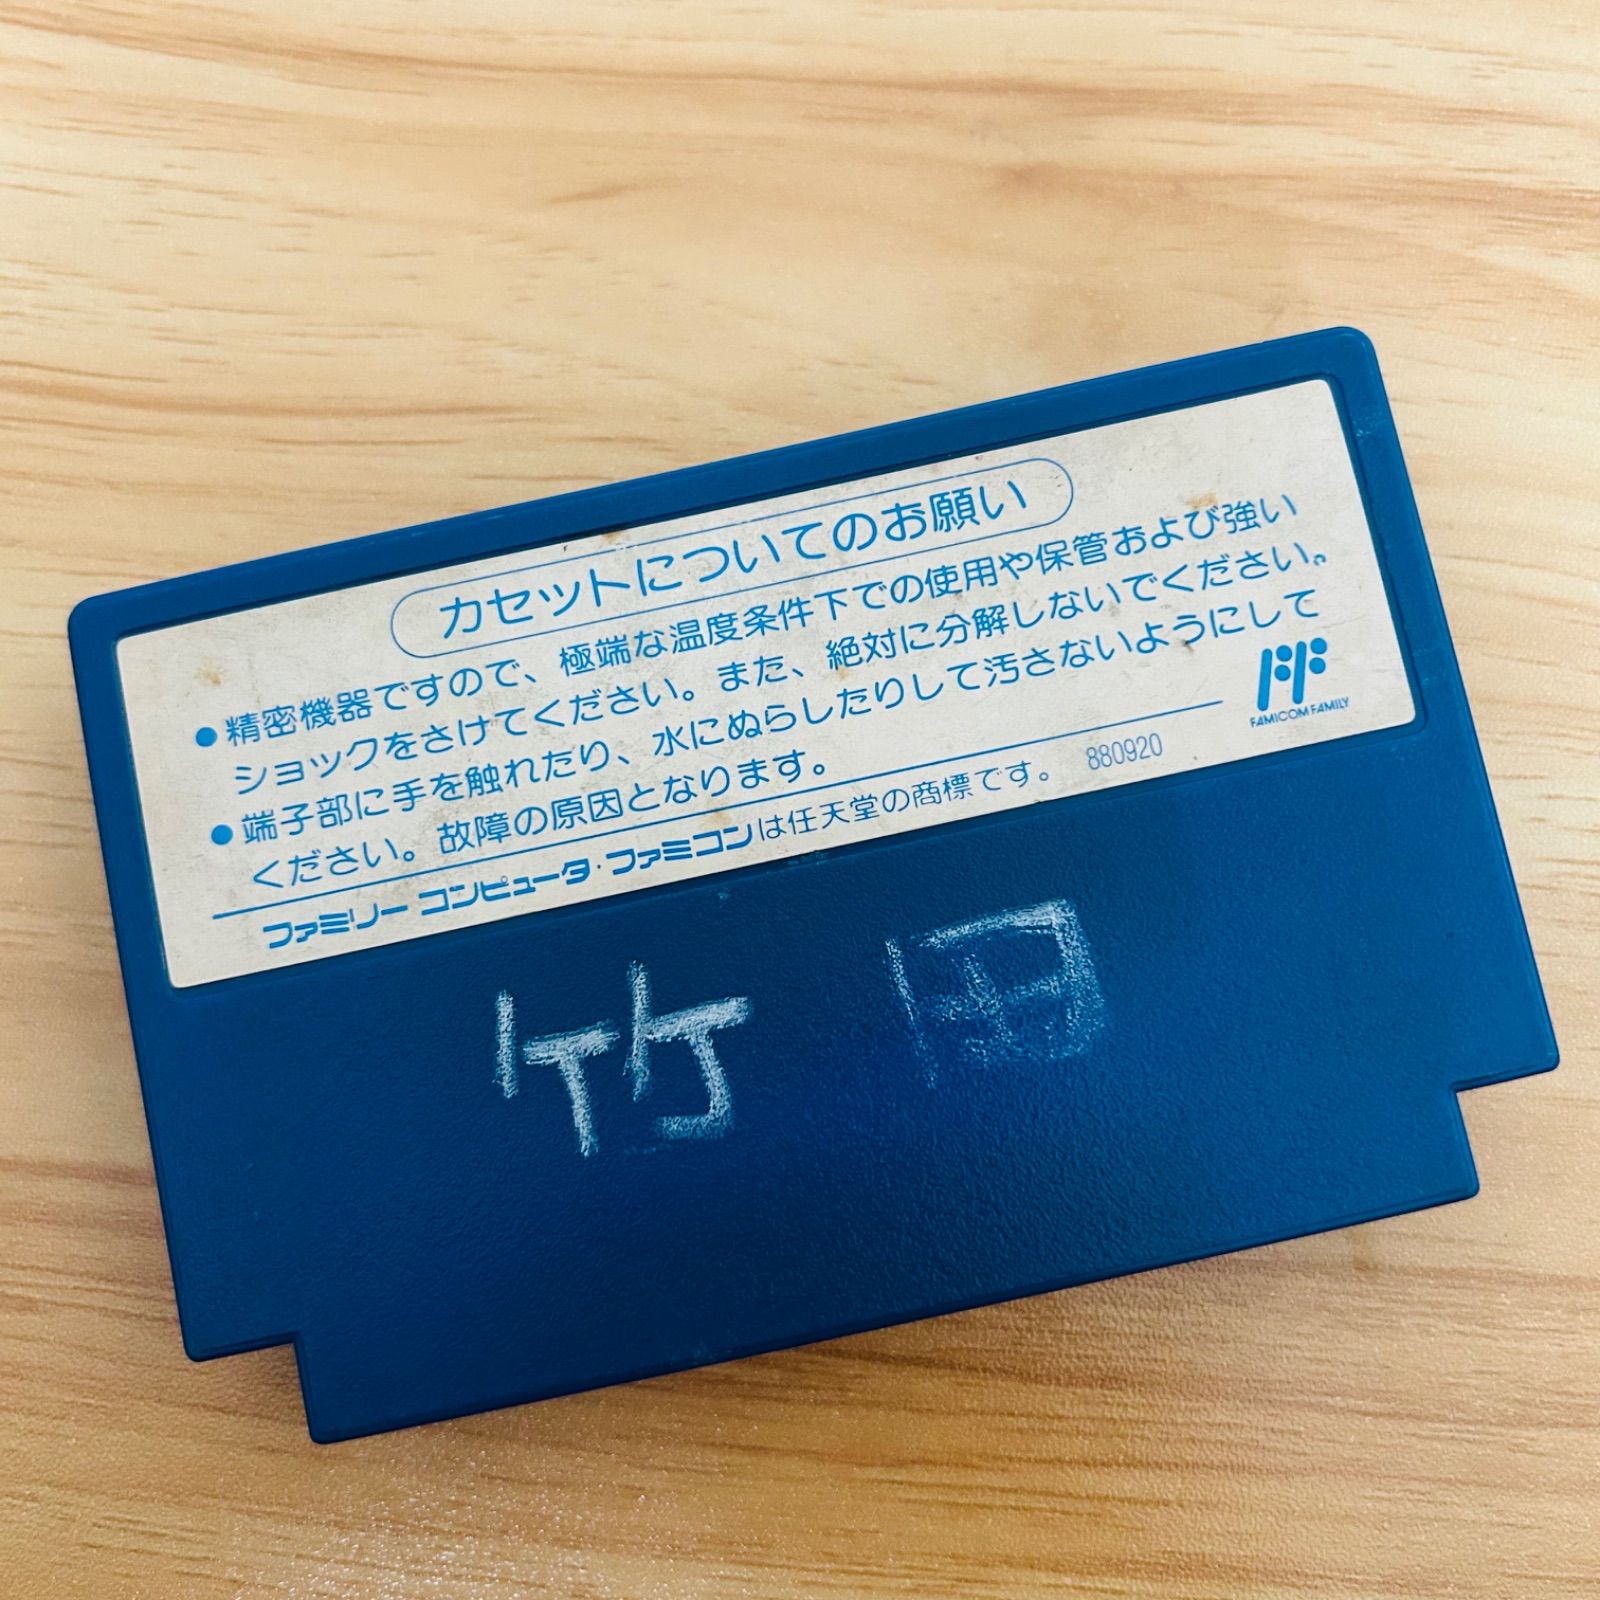 カセットについてのお願い
●精密機器ですので、極端な温度条件下での使用や保管および強い
ショックをさけてください。また、絶対に分解しないでください。
●端子部に手を触れたり、水にぬらしたりして汚さないようにして
ください。故障の原因となります。
FF
FAMICOM FAMILY
ファミリー コンピュータ・ファミコンは任天堂の商標です。 880920
竹田